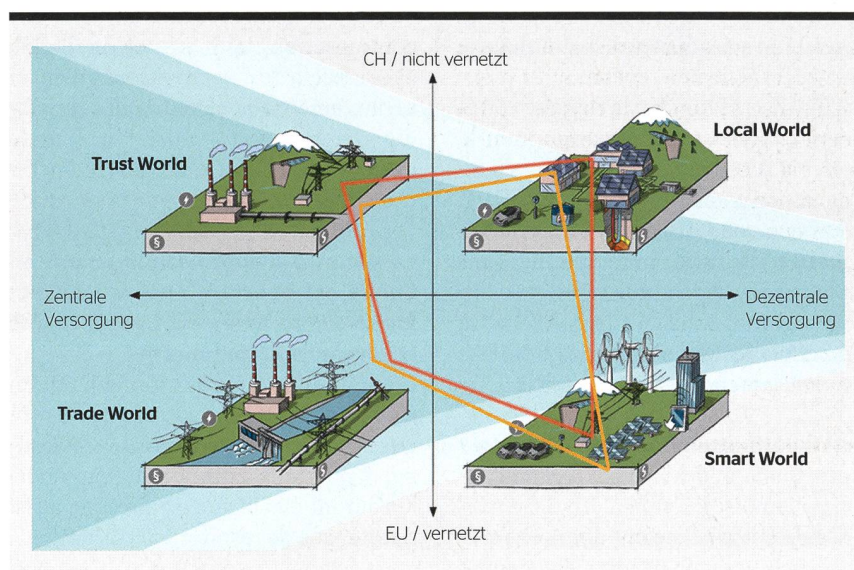 CH / nicht vernetzt
Local World
Trust World
Zentrale
Versorgung
Dezentrale
Versorgung
Trade World
Smart World
EU / vernetzt
§
§
§
§